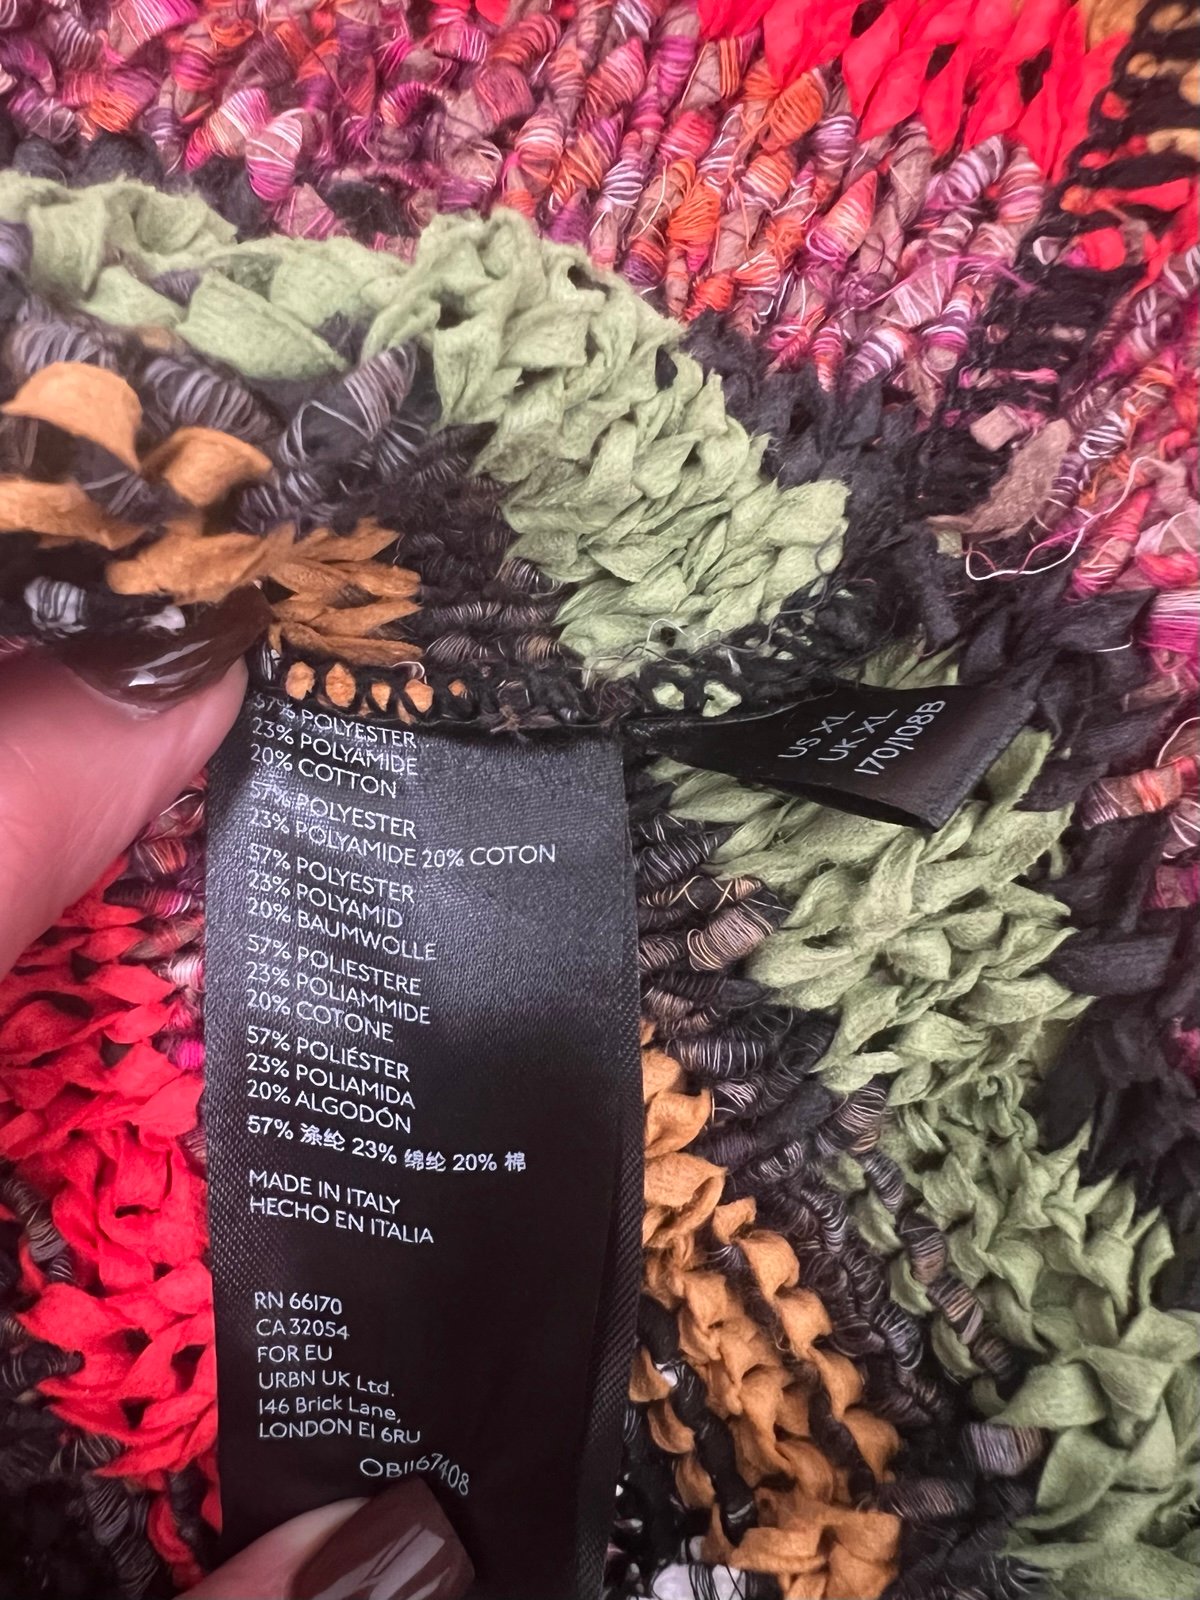 57% POLYESTER
23% POLYAMIDE
20% COTTON
57% POLYESTER
23% POLYAMIDE 20% COTON
57% POLYESTER
23% POLYAMID
20% BAUMWOLLE
57% POLIESTERE
23% POLIAMMIDE
20% COTONE
57% POLIÉSTER
23% POLIAMIDA
20% ALGODÓN
57% 涤纶 23% 绵纶 20% 棉
MADE IN ITALY
HECHO EN ITALIA
RN 66170
CA 32054
FOR EU
URBN UK Ltd.
146 Brick Lane,
LONDON E1 6RU
OB1167408
US XL
UK XL
170/108B